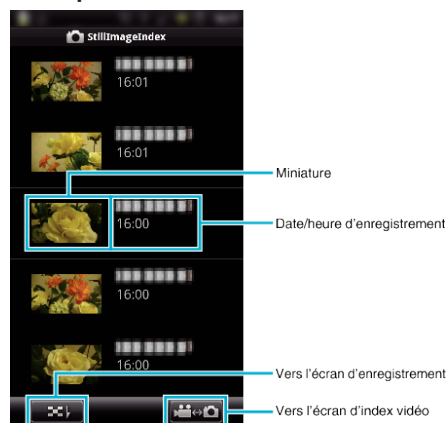 StillImageIndex
16:01
16:01
Miniature
16:00
Date/heure d'enregistrement
16:00
16:00
Vers l'écran d'enregistrement
Vers l'écran d'index vidéo